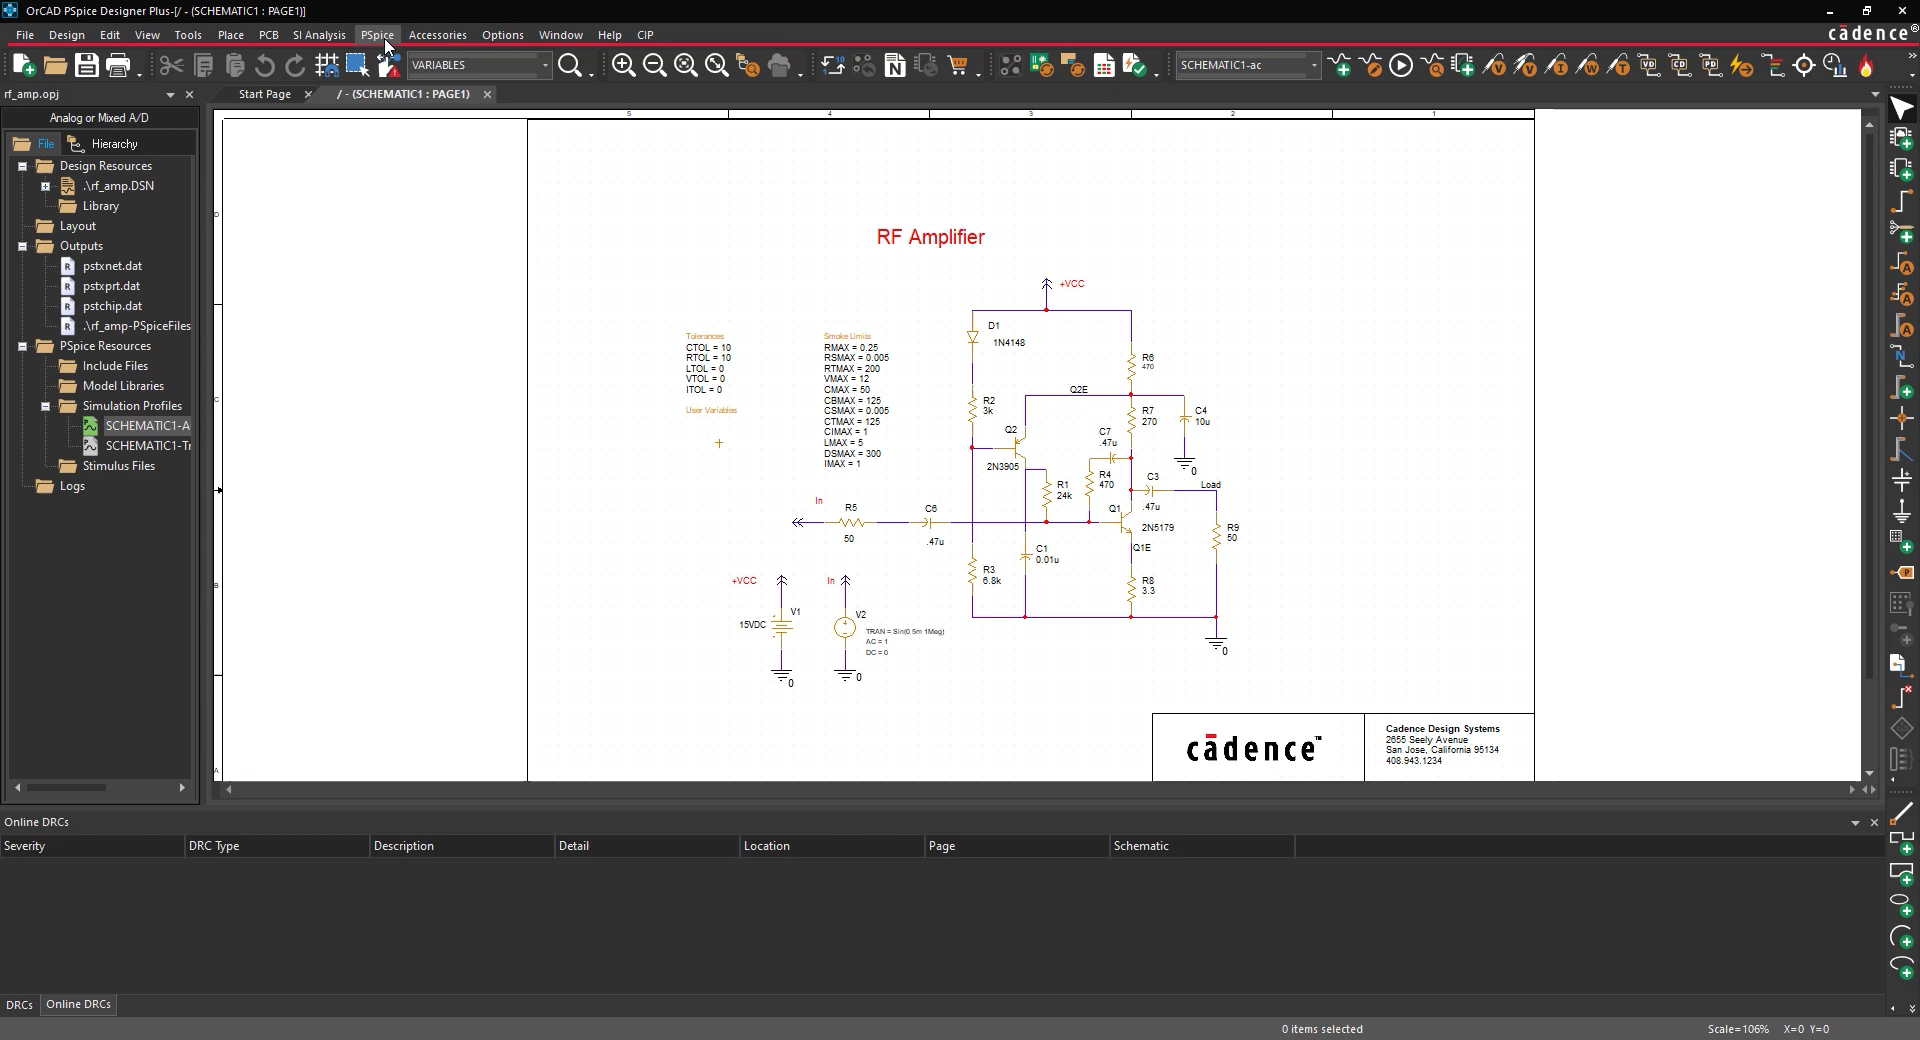 OrCAD PSpice Designer Plus-[/ - (SCHEMATIC1 : PAGE1)]
File Design Edit View Tools Place PCB SI Analysis PSpice Accessories Options Window Help CIP
cādence®
VARIABLES
SCHEMATIC1-ac
rf_amp.opj
Start Page
/ - (SCHEMATIC1 : PAGE1)
Analog or Mixed A/D
File Hierarchy
Design Resources
.\rf_amp.DSN
Library
Layout
Outputs
pstxnet.dat
pstxprt.dat
pstchip.dat
.\rf_amp-PSpiceFiles
PSpice Resources
Include Files
Model Libraries
Simulation Profiles
SCHEMATIC1-A
SCHEMATIC1-Tr
Stimulus Files
Logs
5 4 3 2 1
D
C
B
A
RF Amplifier
+VCC
D1
1N4148
Tolerances
CTOL = 10
RTOL = 10
LTOL = 0
VTOL = 0
ITOL = 0
User Variables
Smoke Limits
RMAX = 0.25
RSMAX = 0.005
RTMAX = 200
VMAX = 12
CMAX = 50
CBMAX = 125
CSMAX = 0.005
CTMAX = 125
CIMAX = 1
LMAX = 5
DSMAX = 300
IMAX = 1
R6
470
Q2E
R2
3k
R7
270
C4
10u
0
Q2
2N3905
C7
.47u
R1
24k
R4
470
C3
.47u
Load
Q1
2N5179
Q1E
R9
50
In
R5
50
C6
.47u
C1
0.01u
R3
6.8k
R8
3.3
0
+VCC
V1
15VDC
0
In
V2
TRAN = Sin(0 5m 1Meg)
AC = 1
DC = 0
0
cādence™
Cadence Design Systems
2655 Seely Avenue
San Jose, California 95134
408.943.1234
Online DRCs
Severity DRC Type Description Detail Location Page Schematic
DRCs Online DRCs
0 items selected
Scale=106% X=0 Y=0